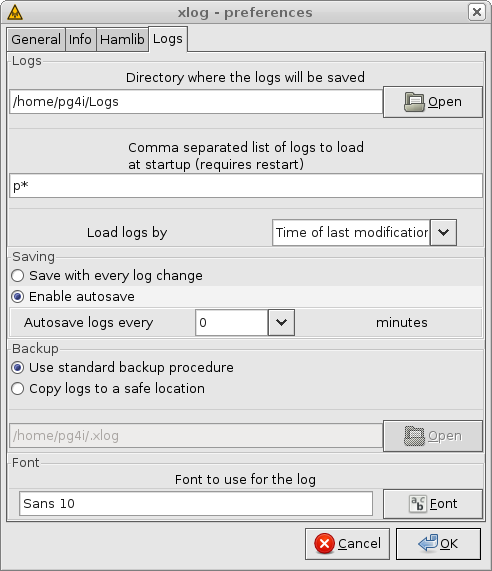 xlog - preferences
General Info Hamlib Logs
Logs
Directory where the logs will be saved
/home/pg4i/Logs Open
Comma separated list of logs to load
at startup (requires restart)
p*
Load logs by Time of last modification
Saving
Save with every log change
Enable autosave
Autosave logs every 0 minutes
Backup
Use standard backup procedure
Copy logs to a safe location
/home/pg4i/.xlog Open
Font
Font to use for the log
Sans 10 Font
Cancel OK